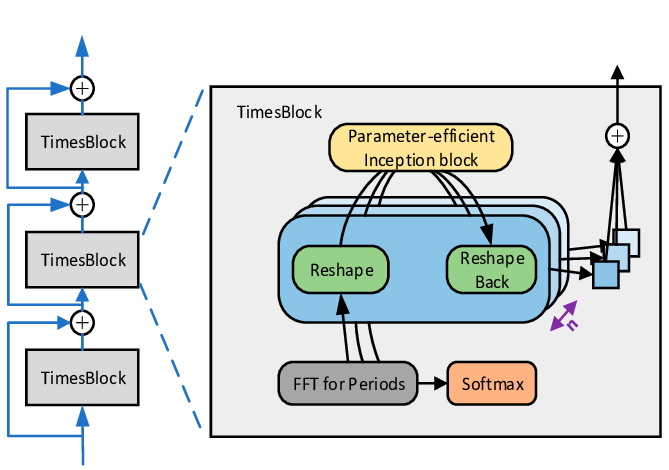 TimesBlock
TimesBlock
TimesBlock
TimesBlock
Parameter-efficient
Inception block
Reshape
Reshape
Back
n
FFT for Periods
Softmax